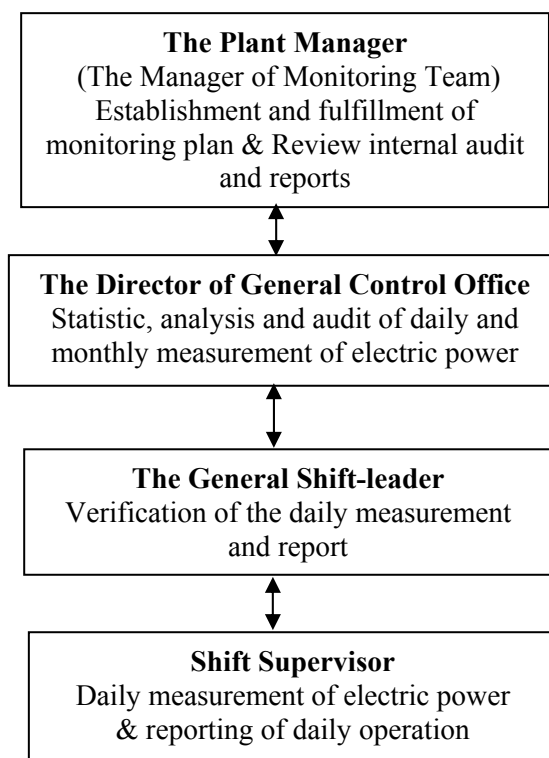 The Plant Manager
(The Manager of Monitoring Team)
Establishment and fulfillment of
monitoring plan & Review internal audit
and reports
The Director of General Control Office
Statistic, analysis and audit of daily and
monthly measurement of electric power
The General Shift-leader
Verification of the daily measurement
and report
Shift Supervisor
Daily measurement of electric power
& reporting of daily operation